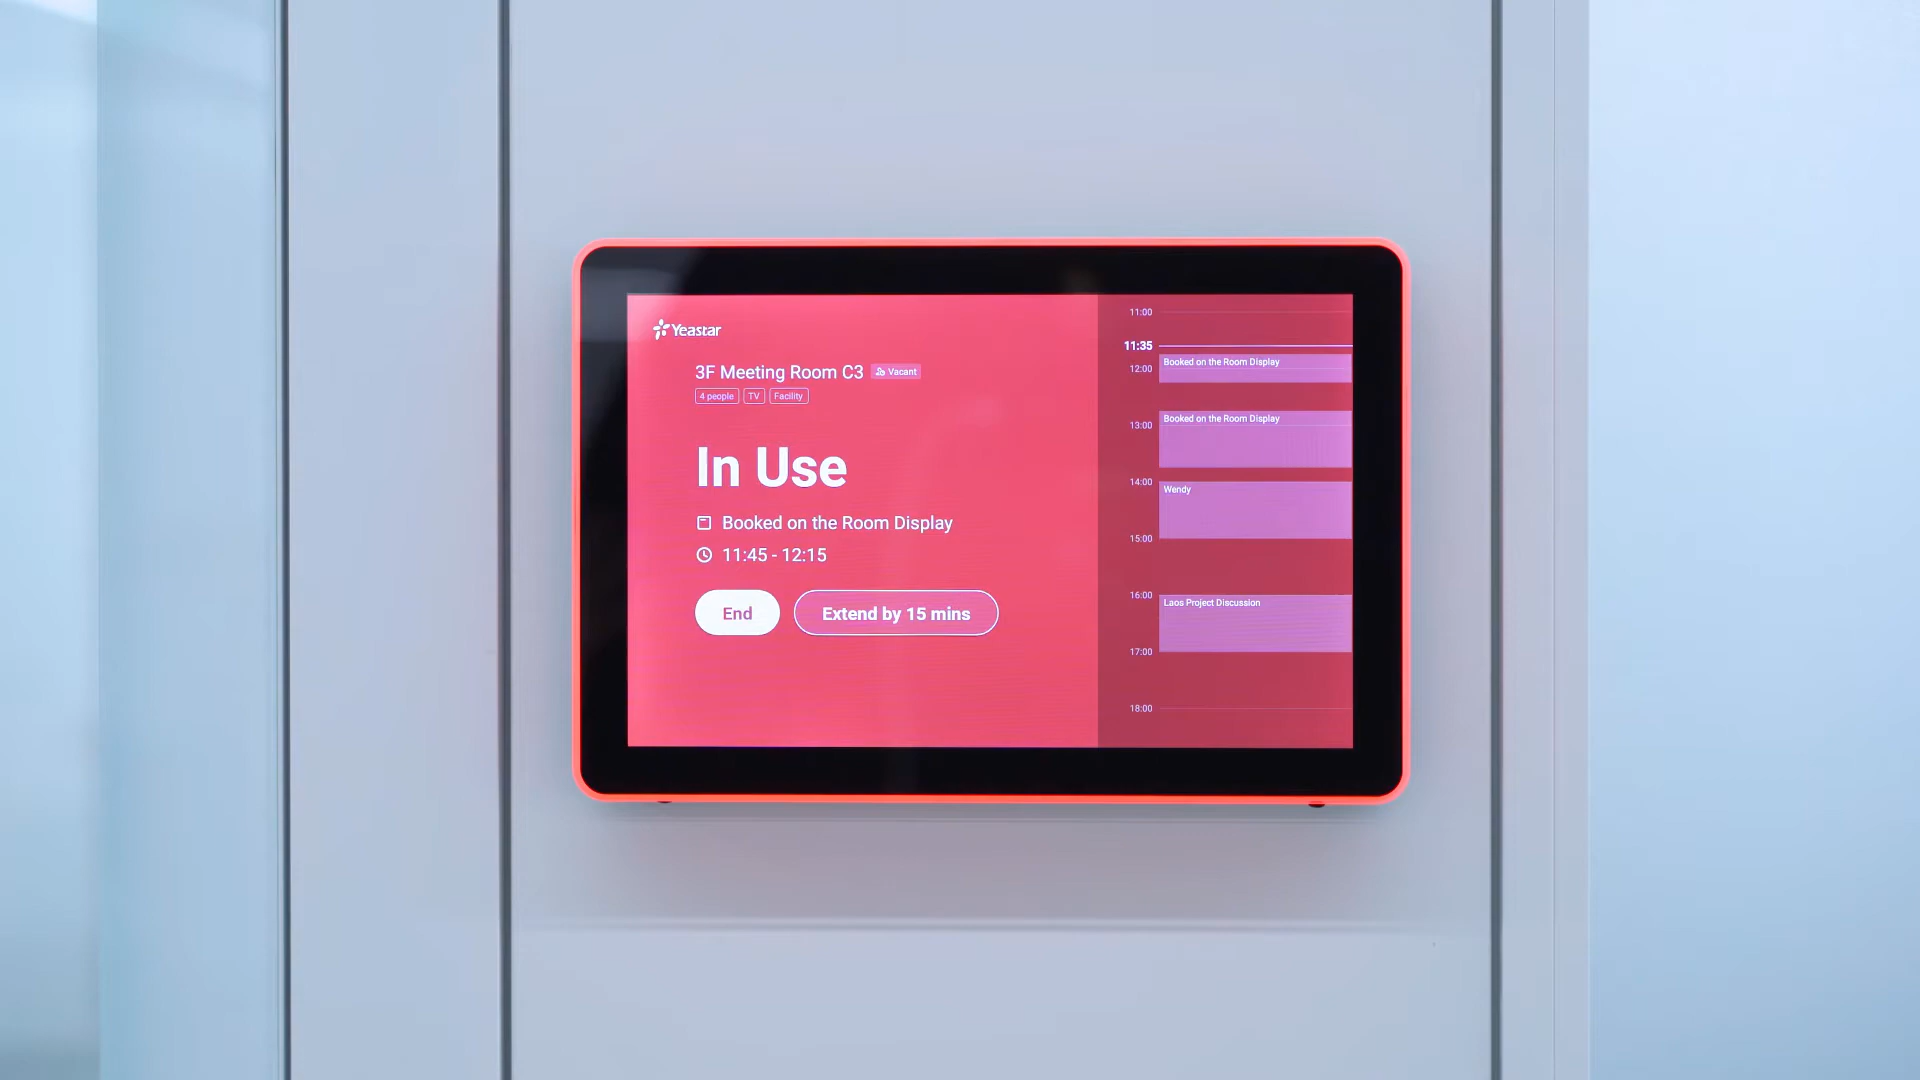 Yeastar
3F Meeting Room C3 Vacant
4 people TV Facility
In Use
Booked on the Room Display
11:45 - 12:15
End Extend by 15 mins
11:00
11:35
Booked on the Room Display
12:00
Booked on the Room Display
13:00
14:00
Wendy
15:00
16:00
Laos Project Discussion
17:00
18:00